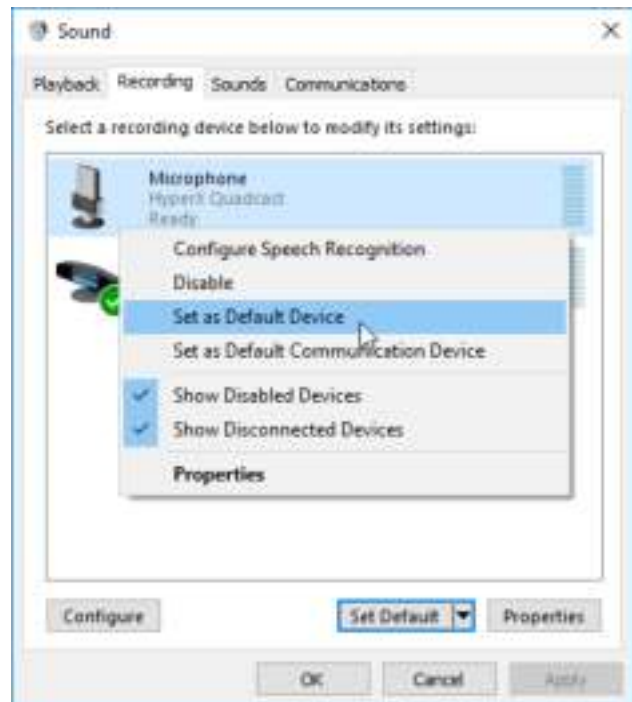 Sound
Playback Recording Sounds Communications
Select a recording device below to modify its settings:
Microphone
HyperX Quadcast
Ready
Configure Speech Recognition
Disable
Set as Default Device
Set as Default Communication Device
Show Disabled Devices
Show Disconnected Devices
Properties
Configure Set Default Properties
OK Cancel Apply